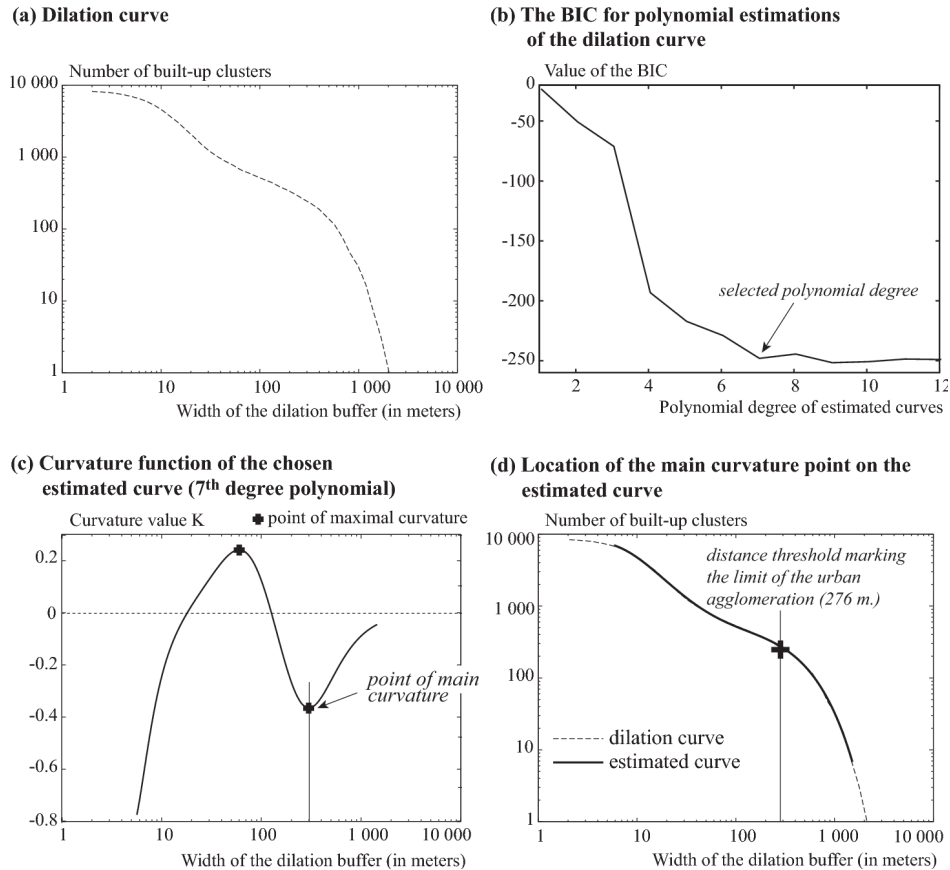 (a) Dilation curve
Number of built-up clusters
10 000
1 000
100
10
1
1 10 100 1 000 10 000
Width of the dilation buffer (in meters)
(b) The BIC for polynomial estimations
of the dilation curve
Value of the BIC
0
-50
-100
-150
-200
-250
selected polynomial degree
2 4 6 8 10 12
Polynomial degree of estimated curves
(c) Curvature function of the chosen
estimated curve (7th degree polynomial)
Curvature value K
point of maximal curvature
0.2
0
-0.2
-0.4
-0.6
-0.8
point of main
curvature
1 10 100 1 000 10 000
Width of the dilation buffer (in meters)
(d) Location of the main curvature point on the
estimated curve
Number of built-up clusters
10 000
1 000
100
10
1
distance threshold marking
the limit of the urban
agglomeration (276 m.)
dilation curve
estimated curve
1 10 100 1 000 10 000
Width of the dilation buffer (in meters)